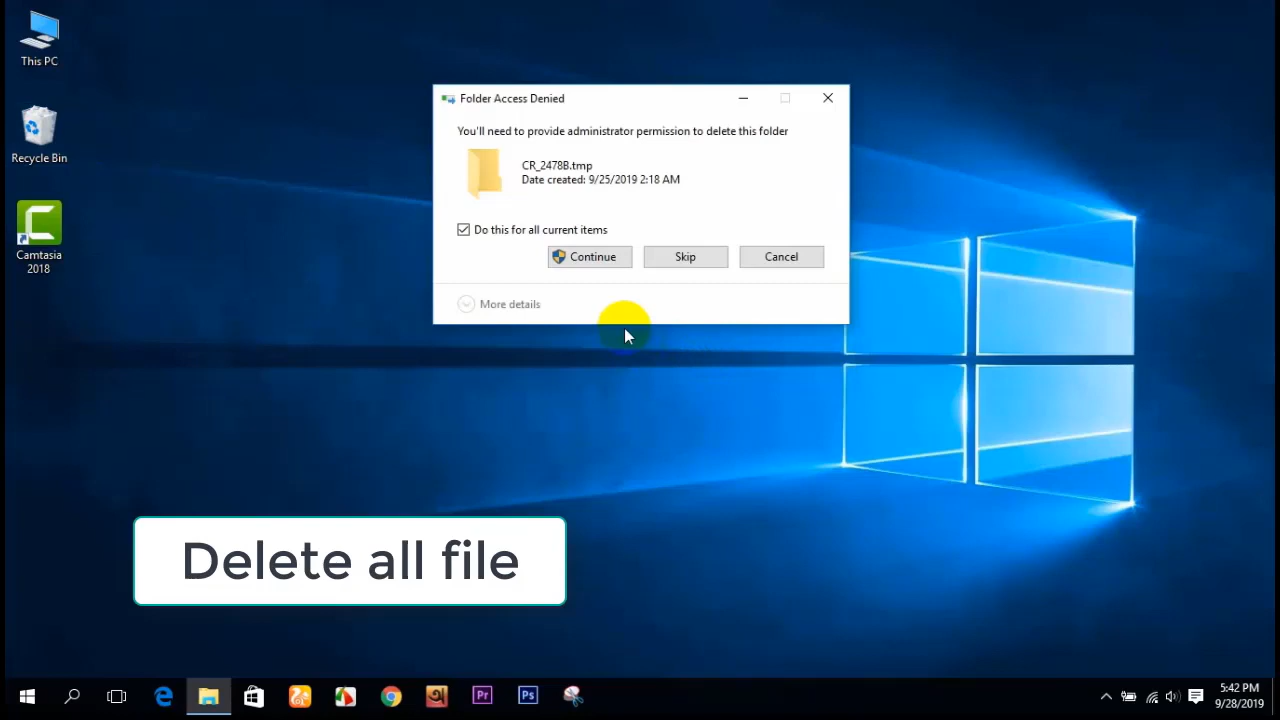 This PC
Recycle Bin
Camtasia
2018
Folder Access Denied
You'll need to provide administrator permission to delete this folder
CR_2478B.tmp
Date created: 9/25/2019 2:18 AM
Do this for all current items
Continue
Skip
Cancel
More details
Delete all file
Pr
Ps
5:42 PM
9/28/2019